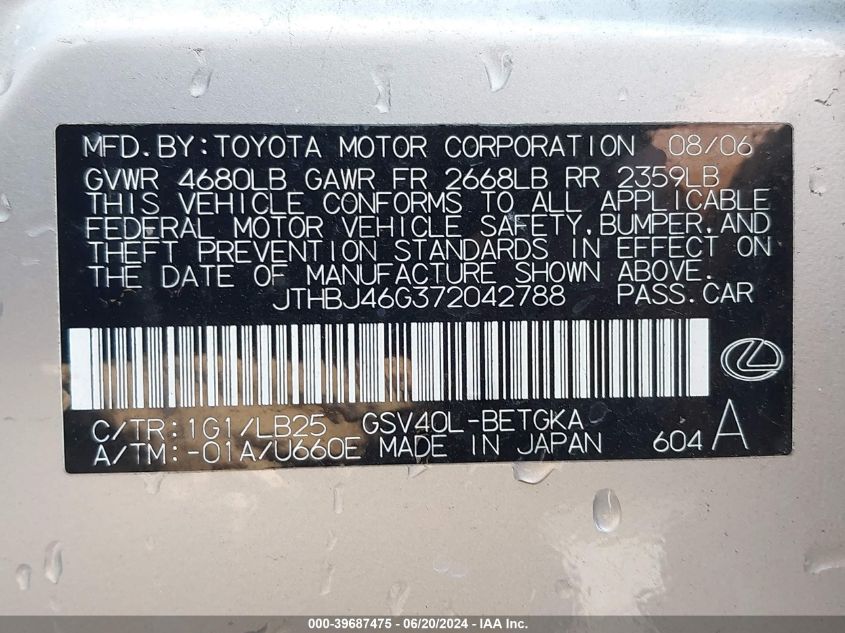 MFD.BY:TOYOTA MOTOR CORPORATION 08/06
GVWR 4680LB GAWR FR 2668LB RR 2359LB
THIS VEHICLE CONFORMS TO ALL APPLICABLE
FEDERAL MOTOR VEHICLE SAFETY,BUMPER,AND
THEFT PREVENTION STANDARDS IN EFFECT ON
THE DATE OF MANUFACTURE SHOWN ABOVE.
JTHBJ46G372042788 PASS.CAR
C/TR:1G1/LB25 GSV40L-BETGKA
A/TM:-01A/U660E MADE IN JAPAN 604 A
000-39687475 - 06/20/2024 - IAA Inc.